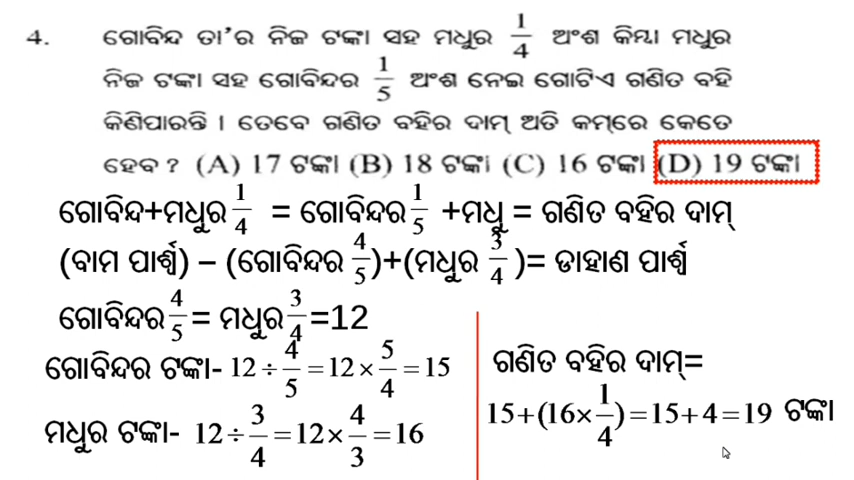 4. ଗୋବିନ୍ଦ ତା'ର ନିଜ ଟଙ୍କା ସହ ମଧୁର 1/4 ଅଂଶ କିମ୍ବା ମଧୁର
ନିଜ ଟଙ୍କା ସହ ଗୋବିନ୍ଦର 1/5 ଅଂଶ ନେଇ ଗୋଟିଏ ଗଣିତ ବହି
କିଣିପାରନ୍ତି । ତେବେ ଗଣିତ ବହିର ଦାମ୍ ଅତି କମ୍‌ରେ କେତେ
ହେବ ? (A) 17 ଟଙ୍କା (B) 18 ଟଙ୍କା (C) 16 ଟଙ୍କା (D) 19 ଟଙ୍କା
ଗୋବିନ୍ଦ+ମଧୁର 1/4 = ଗୋବିନ୍ଦର 1/5 +ମଧୁ = ଗଣିତ ବହିର ଦାମ୍
(ବାମ ପାର୍ଶ୍ଵ) – (ଗୋବିନ୍ଦର 4/5)+(ମଧୁର 3/4 )= ଡାହାଣ ପାର୍ଶ୍ଵ
ଗୋବିନ୍ଦର 4/5 = ମଧୁର 3/4 =12
ଗୋବିନ୍ଦର ଟଙ୍କା- 12 ÷ 4/5 = 12 × 5/4 = 15
ମଧୁର ଟଙ୍କା- 12 ÷ 3/4 = 12 × 4/3 = 16
ଗଣିତ ବହିର ଦାମ୍=
15 + (16 × 1/4) = 15 + 4 = 19 ଟଙ୍କା